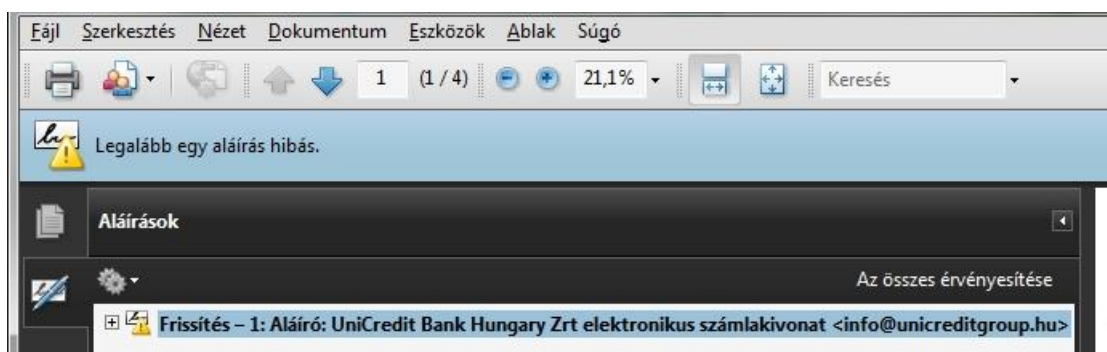 Fájl Szerkesztés Nézet Dokumentum Eszközök Ablak Súgó
1 (1 / 4) 21,1% Keresés
Legalább egy aláírás hibás.
Aláírások
Az összes érvényesítése
Frissítés – 1: Aláíró: UniCredit Bank Hungary Zrt elektronikus számlakivonat <info@unicreditgroup.hu>